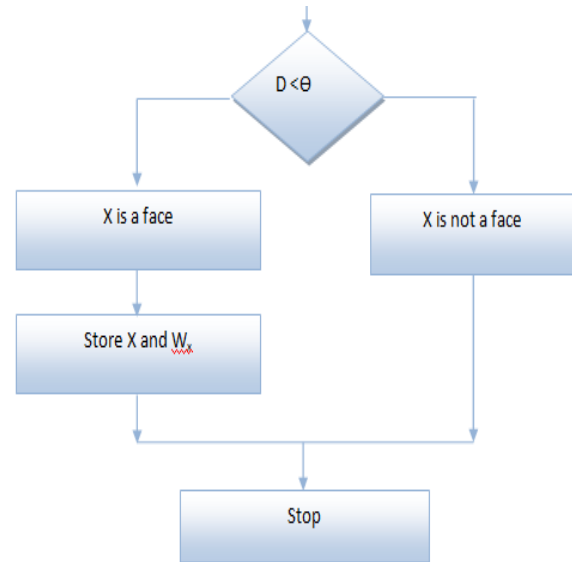 D <Ө
X is a face
X is not a face
Store X and Wₓ
Stop